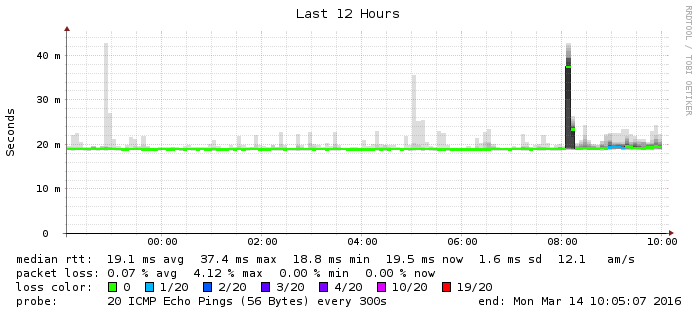 Last 12 Hours
RRDTOOL / TOBI OETIKER
Seconds
40 m
30 m
20 m
10 m
0
00:00 02:00 04:00 06:00 08:00 10:00
median rtt: 19.1 ms avg 37.4 ms max 18.8 ms min 19.5 ms now 1.6 ms sd 12.1 am/s
packet loss: 0.07 % avg 4.12 % max 0.00 % min 0.00 % now
loss color: 0 1/20 2/20 3/20 4/20 10/20 19/20
probe: 20 ICMP Echo Pings (56 Bytes) every 300s end: Mon Mar 14 10:05:07 2016